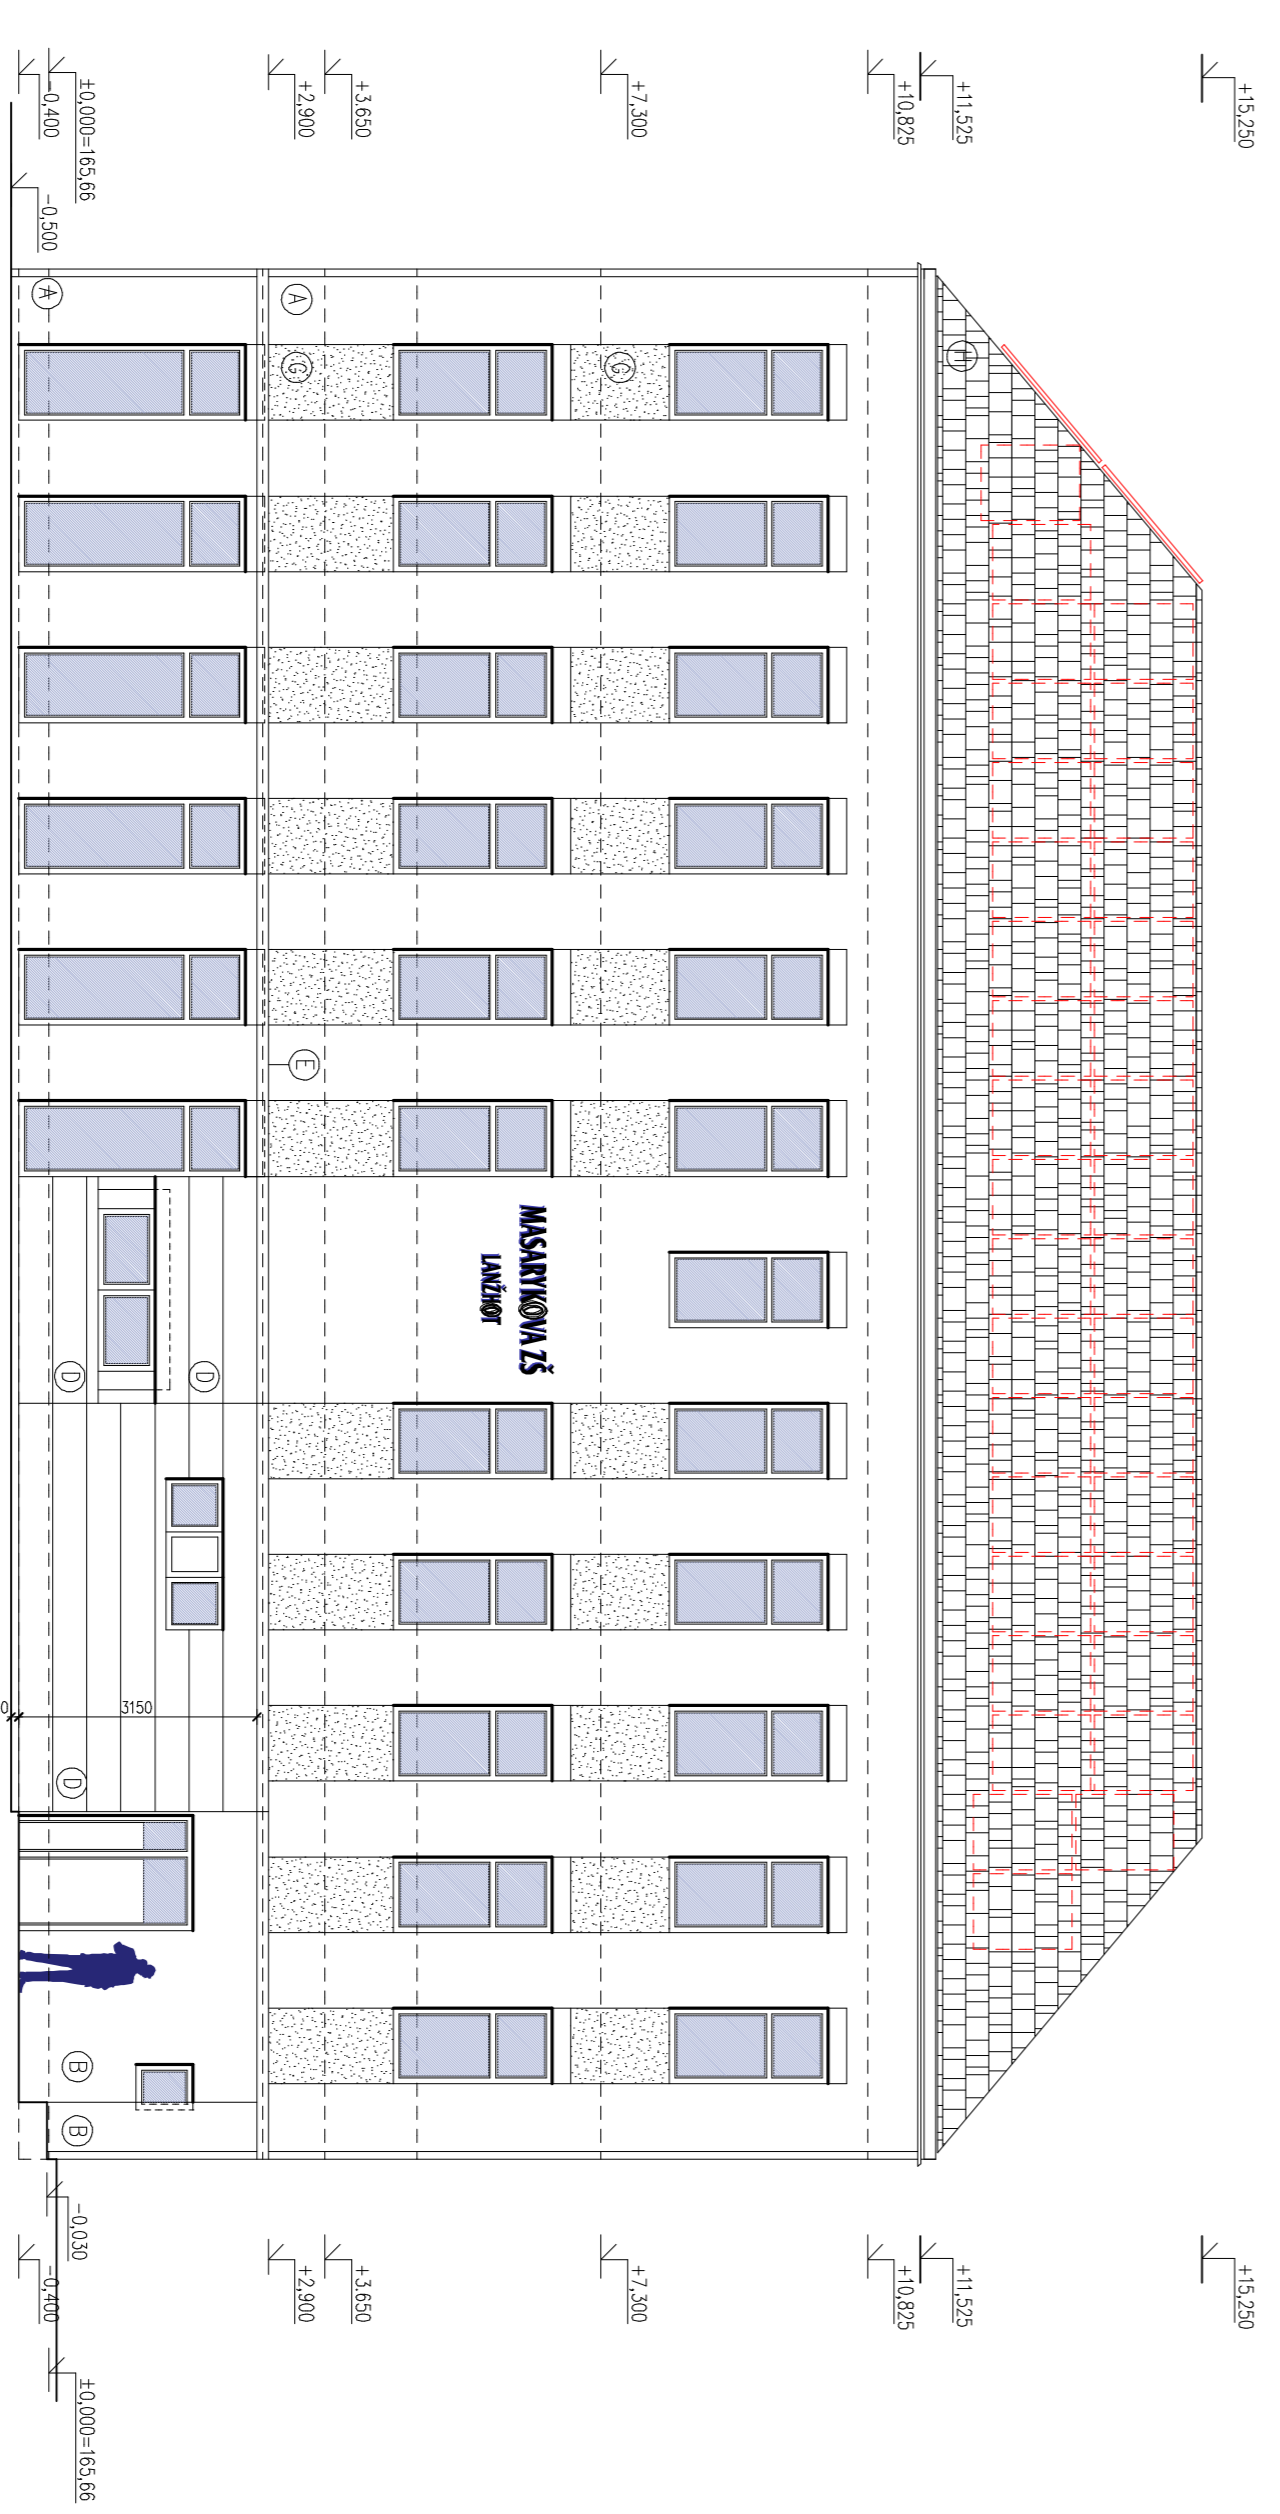 +15,250
+11,525
+10,825
+7,300
+3,650
+2,900
±0,000=165,66
-0,400
-0,500
H
G
G
A
A
E
MASARYKOVA ZŠ
LANŽHOT
D
D
D
3150
0
B
B
+15,250
+11,525
+10,825
+7,300
+3,650
+2,900
-0,030
-0,400
±0,000=165,66